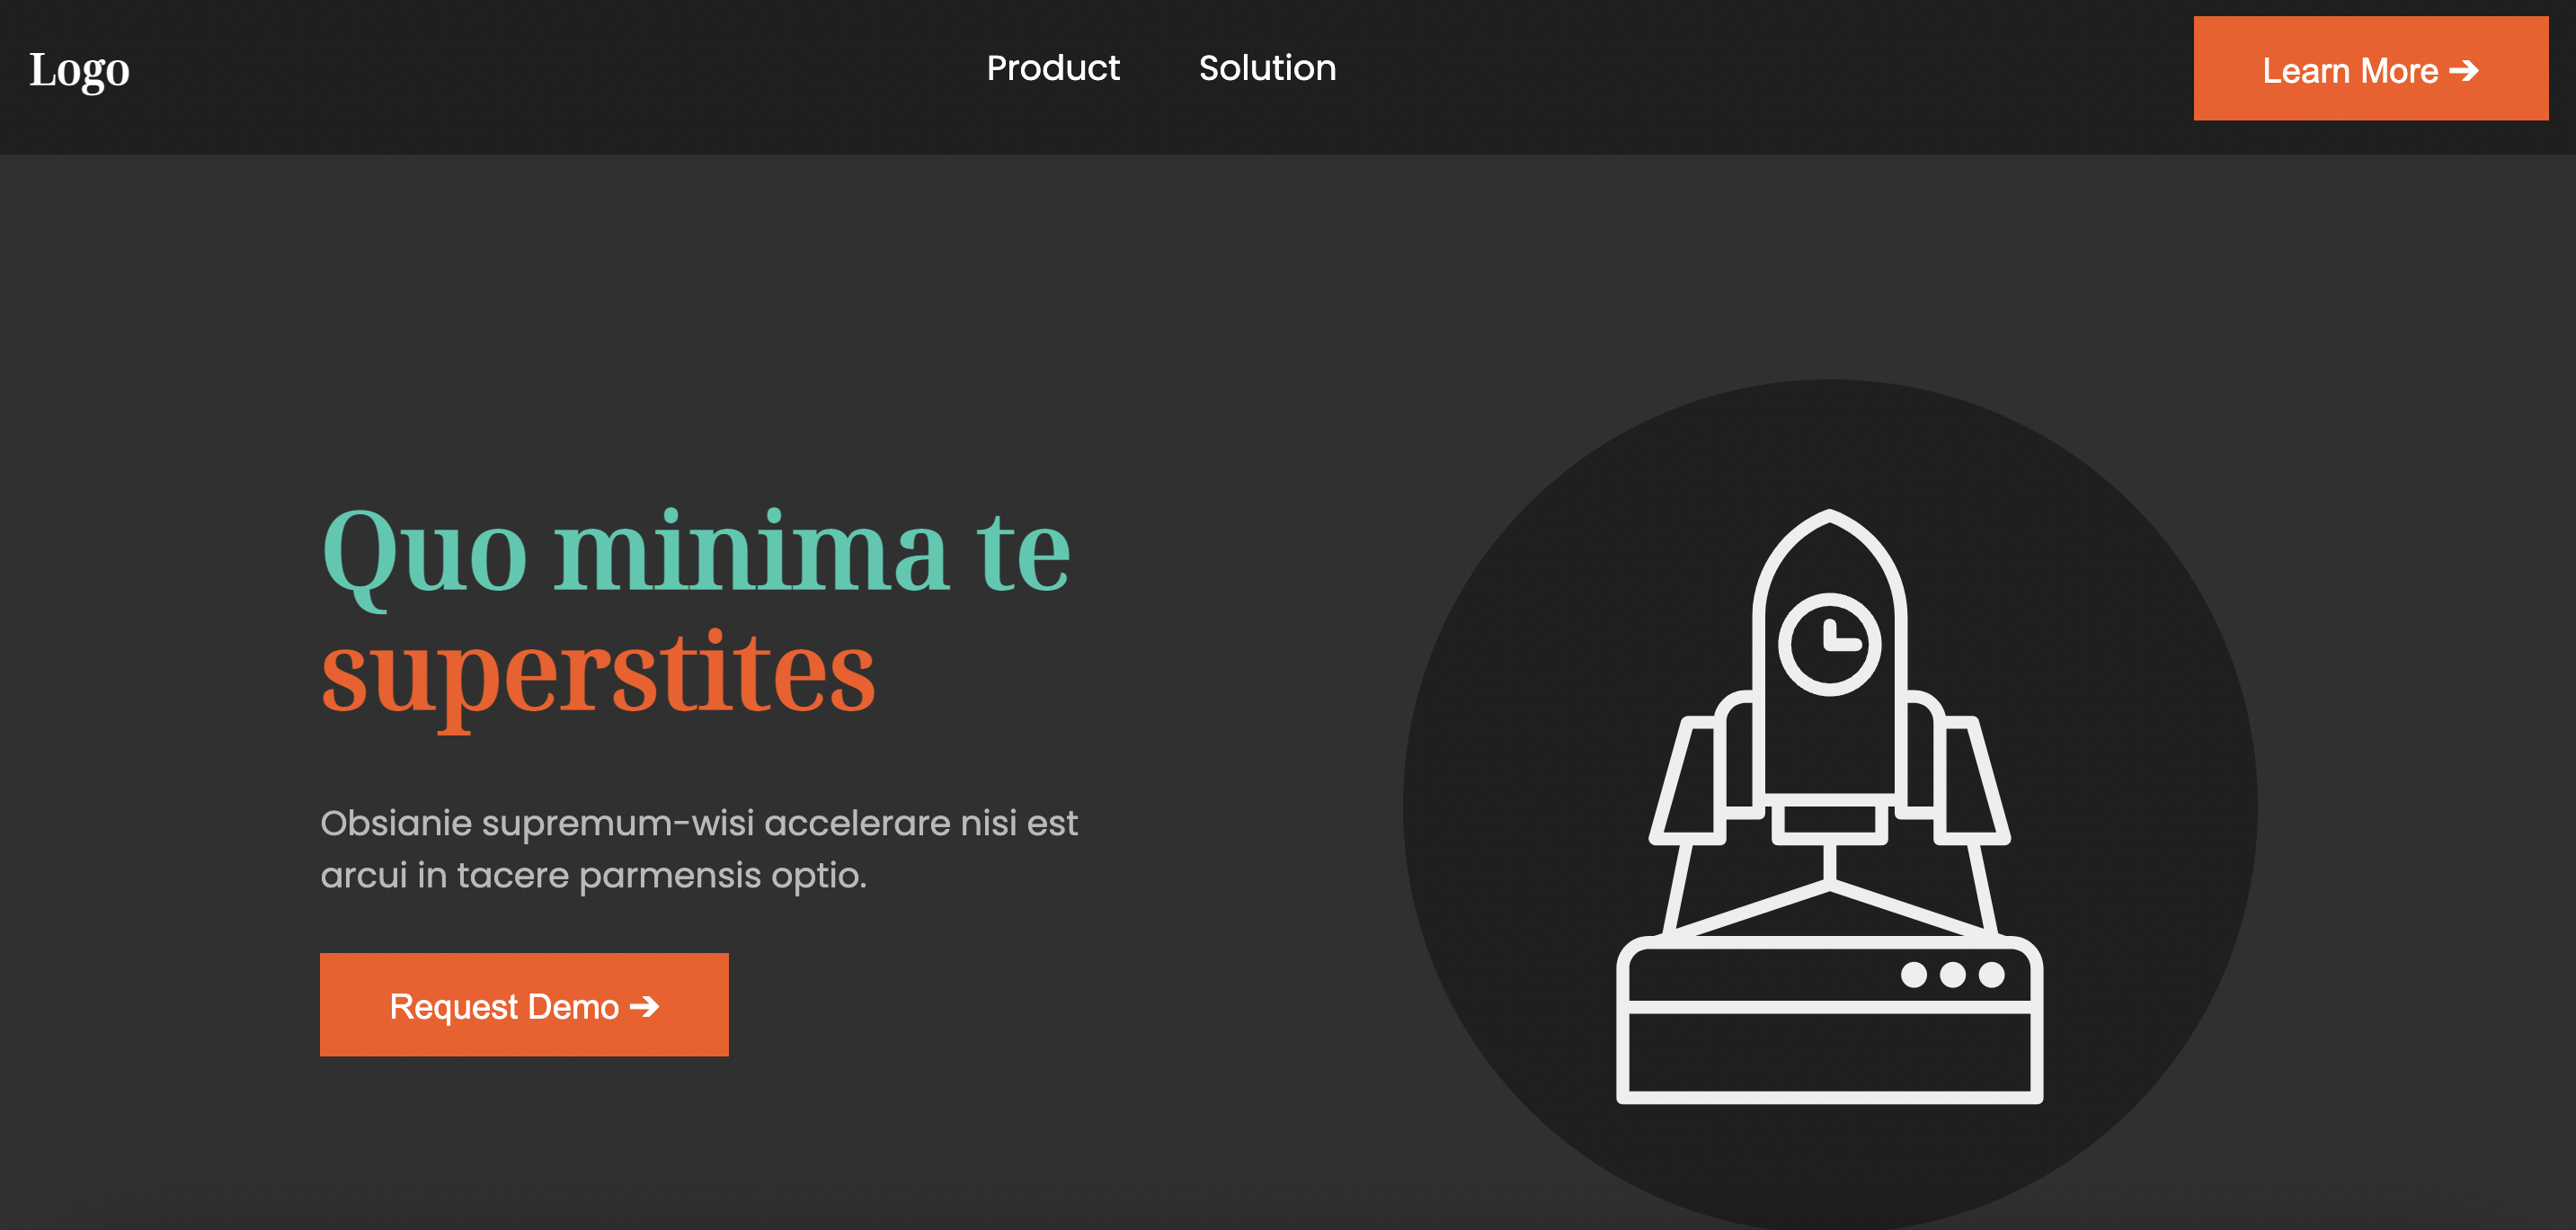 Logo
Product
Solution
Learn More ➔
Quo minima te
superstites
Obsianie supremum-wisi accelerare nisi est
arcui in tacere parmensis optio.
Request Demo ➔